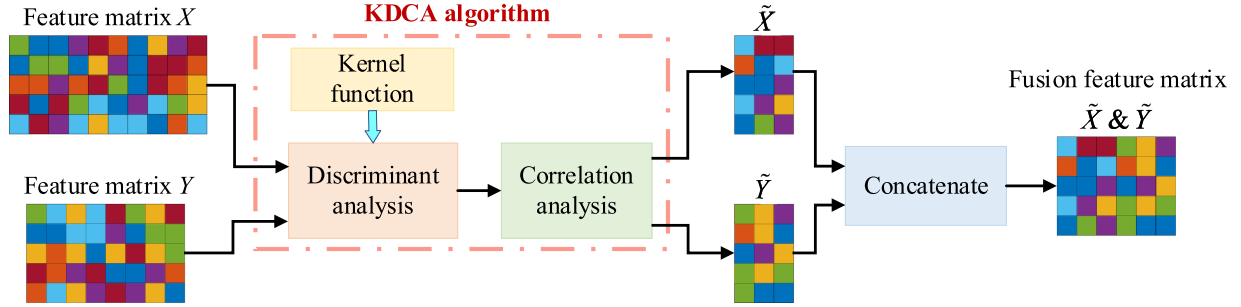 Feature matrix X
KDCA algorithm
Kernel
function
Feature matrix Y
Discriminant
analysis
Correlation
analysis
X̃
Ỹ
Concatenate
Fusion feature matrix
X̃ & Ỹ